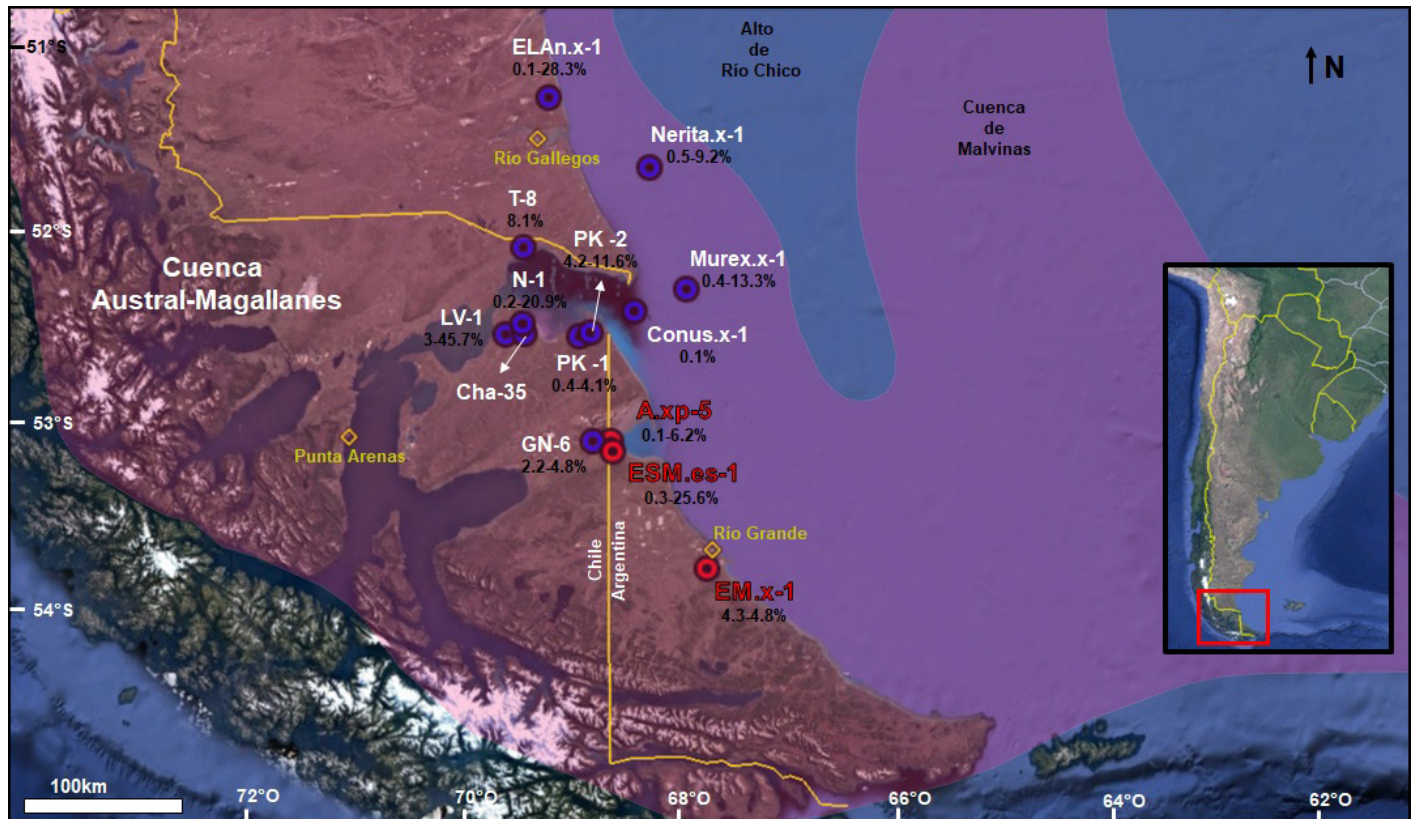 51°S
ELAn.x-1
0.1-28.3%
Alto
de
Río Chico
N
Cuenca
de
Malvinas
Nerita.x-1
0.5-9.2%
Río Gallegos
T-8
8.1%
52°S
PK -2
4.2-11.6%
Cuenca
Austral-Magallanes
N-1
0.2-20.9%
Murex.x-1
0.4-13.3%
LV-1
3-45.7%
Conus.x-1
0.1%
Cha-35
PK -1
0.4-4.1%
53°S
A.xp-5
0.1-6.2%
Punta Arenas
GN-6
2.2-4.8%
ESM.es-1
0.3-25.6%
Río Grande
Chile
Argentina
EM.x-1
4.3-4.8%
54°S
100km
72°O
70°O
68°O
66°O
64°O
62°O